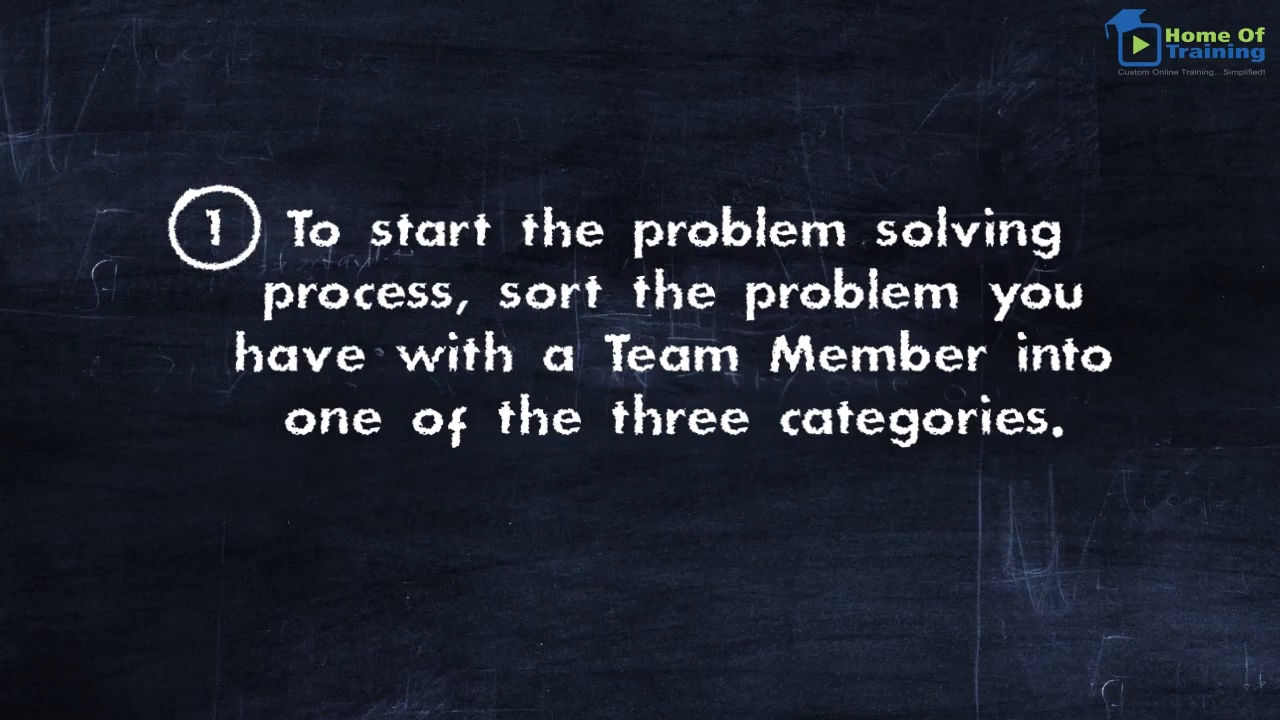 Home Of
Training
Custom Online Training...Simplified!
1 To start the problem solving
process, sort the problem you
have with a Team Member into
one of the three categories.